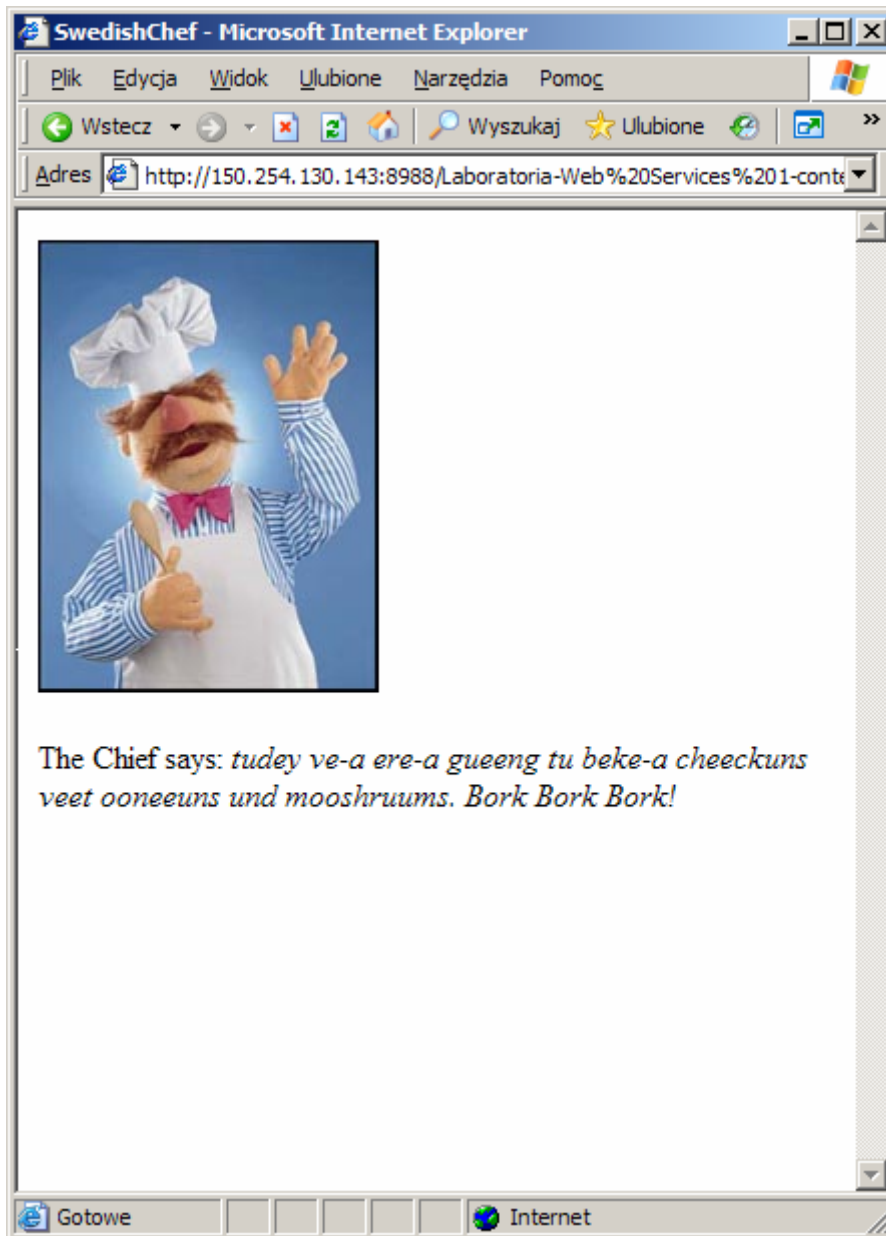 SwedishChef - Microsoft Internet Explorer
Plik Edycja Widok Ulubione Narzędzia Pomoc
Wstecz Wyszukaj Ulubione »
Adres http://150.254.130.143:8988/Laboratoria-Web%20Services%201-conte
The Chief says: tudey ve-a ere-a gueeng tu beke-a cheeckuns
veet ooneeuns und mooshruums. Bork Bork Bork!
Gotowe Internet